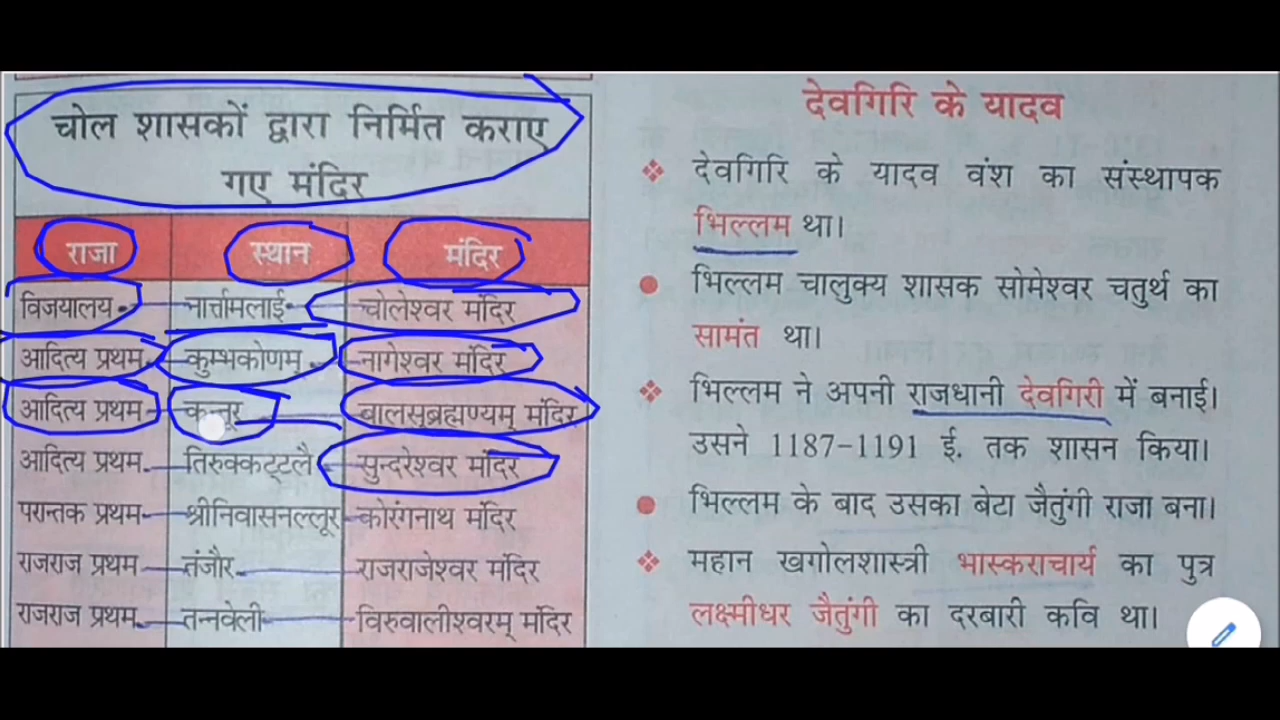 चोल शासकों द्वारा निर्मित कराए
गए मंदिर
राजा स्थान मंदिर
विजयालय नार्त्तामलाई चोलेश्वर मंदिर
आदित्य प्रथम कुम्भकोणम् नागेश्वर मंदिर
आदित्य प्रथम बालसुब्रह्मण्यम् मंदिर
आदित्य प्रथम तिरुक्कट्टलै सुन्दरेश्वर मंदिर
परान्तक प्रथम श्रीनिवासनल्लूर कोरंगनाथ मंदिर
राजराज प्रथम तंजौर राजराजेश्वर मंदिर
राजराज प्रथम तन्नवेली विरुवालीश्वरम् मंदिर
देवगिरि के यादव
देवगिरि के यादव वंश का संस्थापक
भिल्लम था।
भिल्लम चालुक्य शासक सोमेश्वर चतुर्थ का
सामंत था।
भिल्लम ने अपनी राजधानी देवगिरी में बनाई।
उसने 1187-1191 ई. तक शासन किया।
भिल्लम के बाद उसका बेटा जैतुंगी राजा बना।
महान खगोलशास्त्री भास्कराचार्य का पुत्र
लक्ष्मीधर जैतुंगी का दरबारी कवि था।